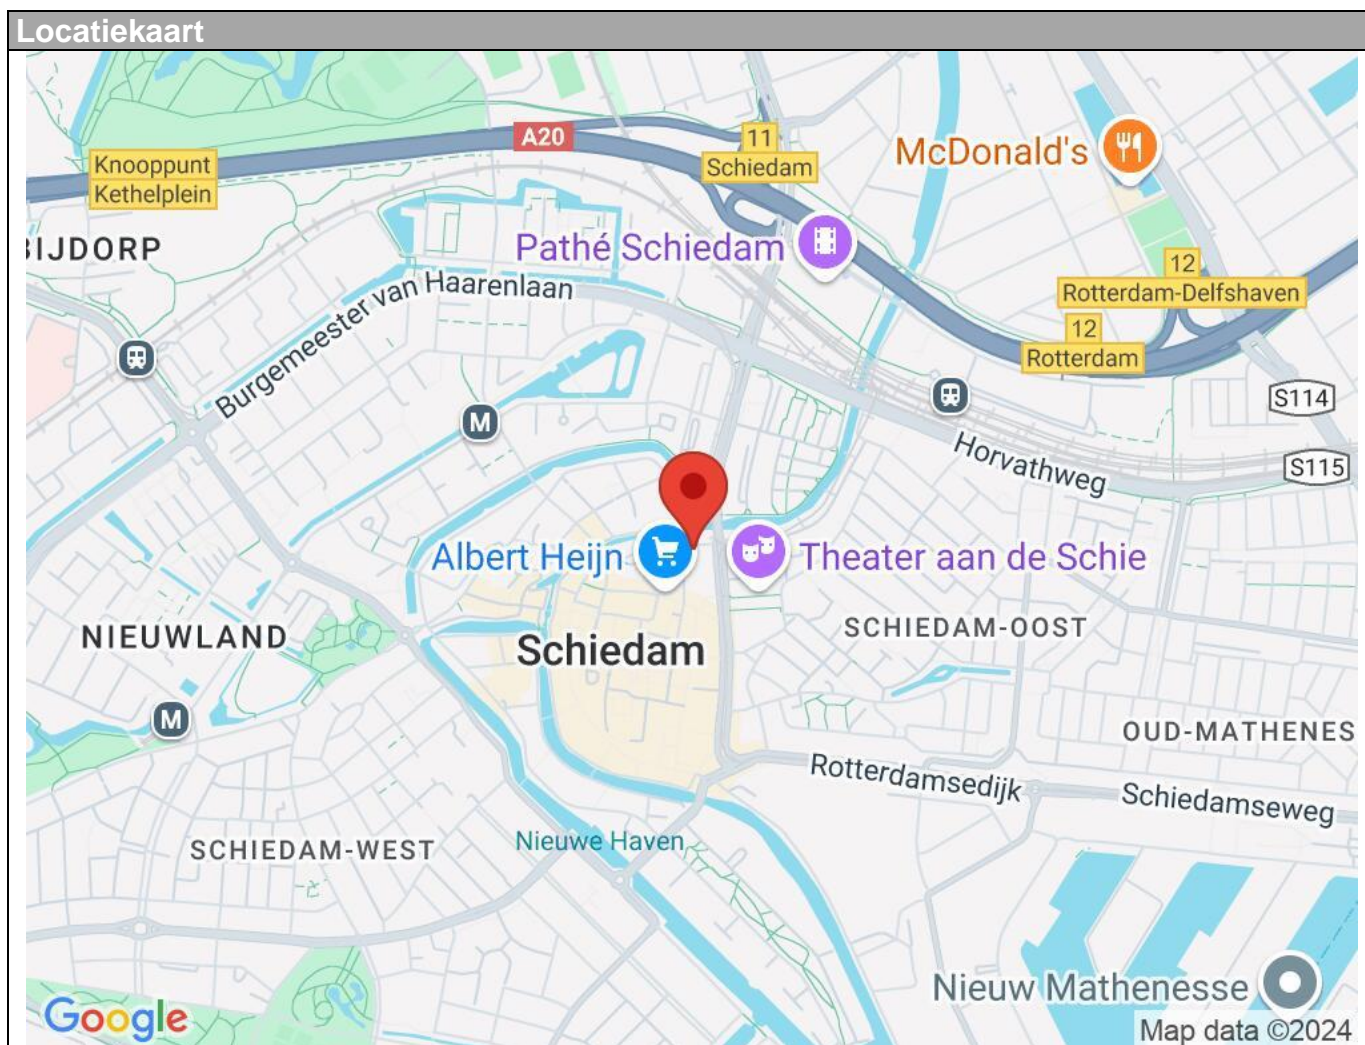 Locatiekaart
A20
11
Schiedam
McDonald's
Knooppunt
Kethelplein
Pathé Schiedam
BIJDORP
12
Rotterdam-Delfshaven
Burgemeester van Haarenlaan
12
Rotterdam
S114
M
Horvathweg
S115
Albert Heijn
Theater aan de Schie
NIEUWLAND
Schiedam
SCHIEDAM-OOST
M
OUD-MATHENES
Rotterdamsedijk
Schiedamseweg
SCHIEDAM-WEST
Nieuwe Haven
Nieuw Mathenesse
Google
Map data ©2024